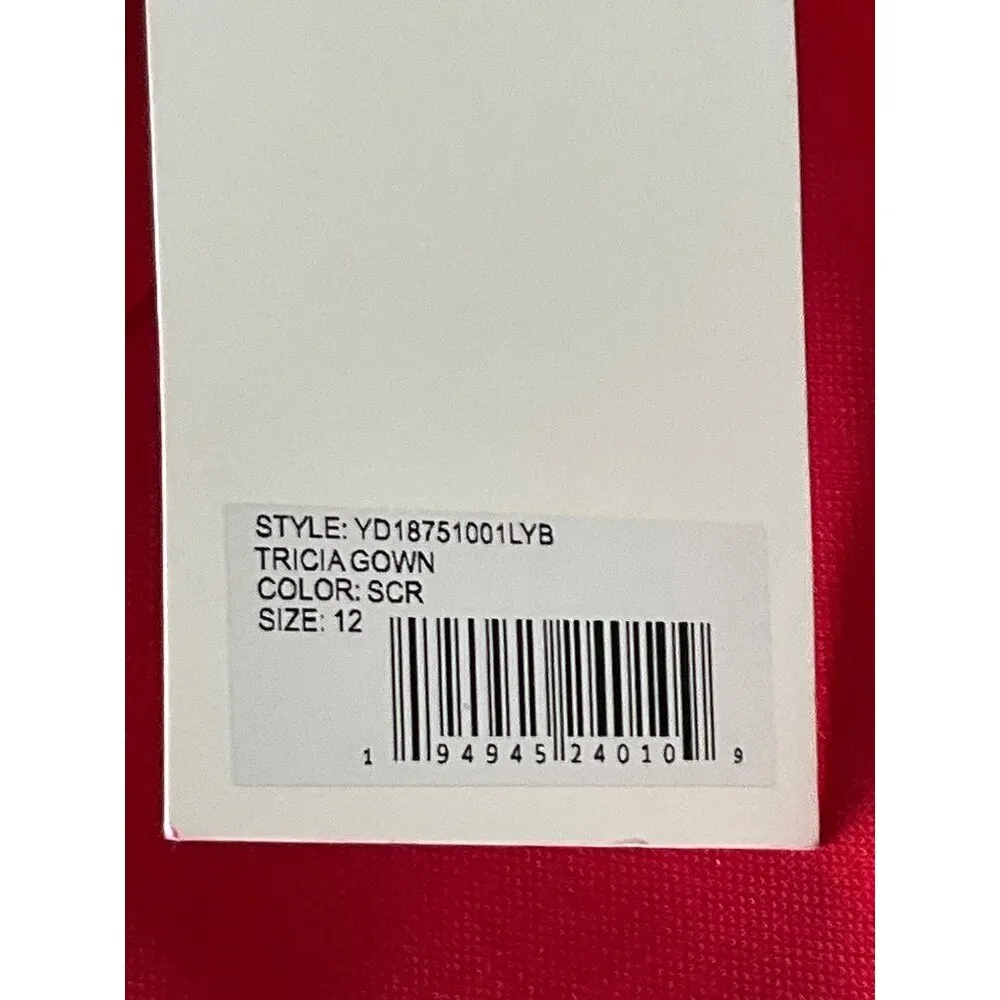 STYLE: YD18751001LYB
TRICIA GOWN
COLOR: SCR
SIZE: 12
1 94945 24010 9